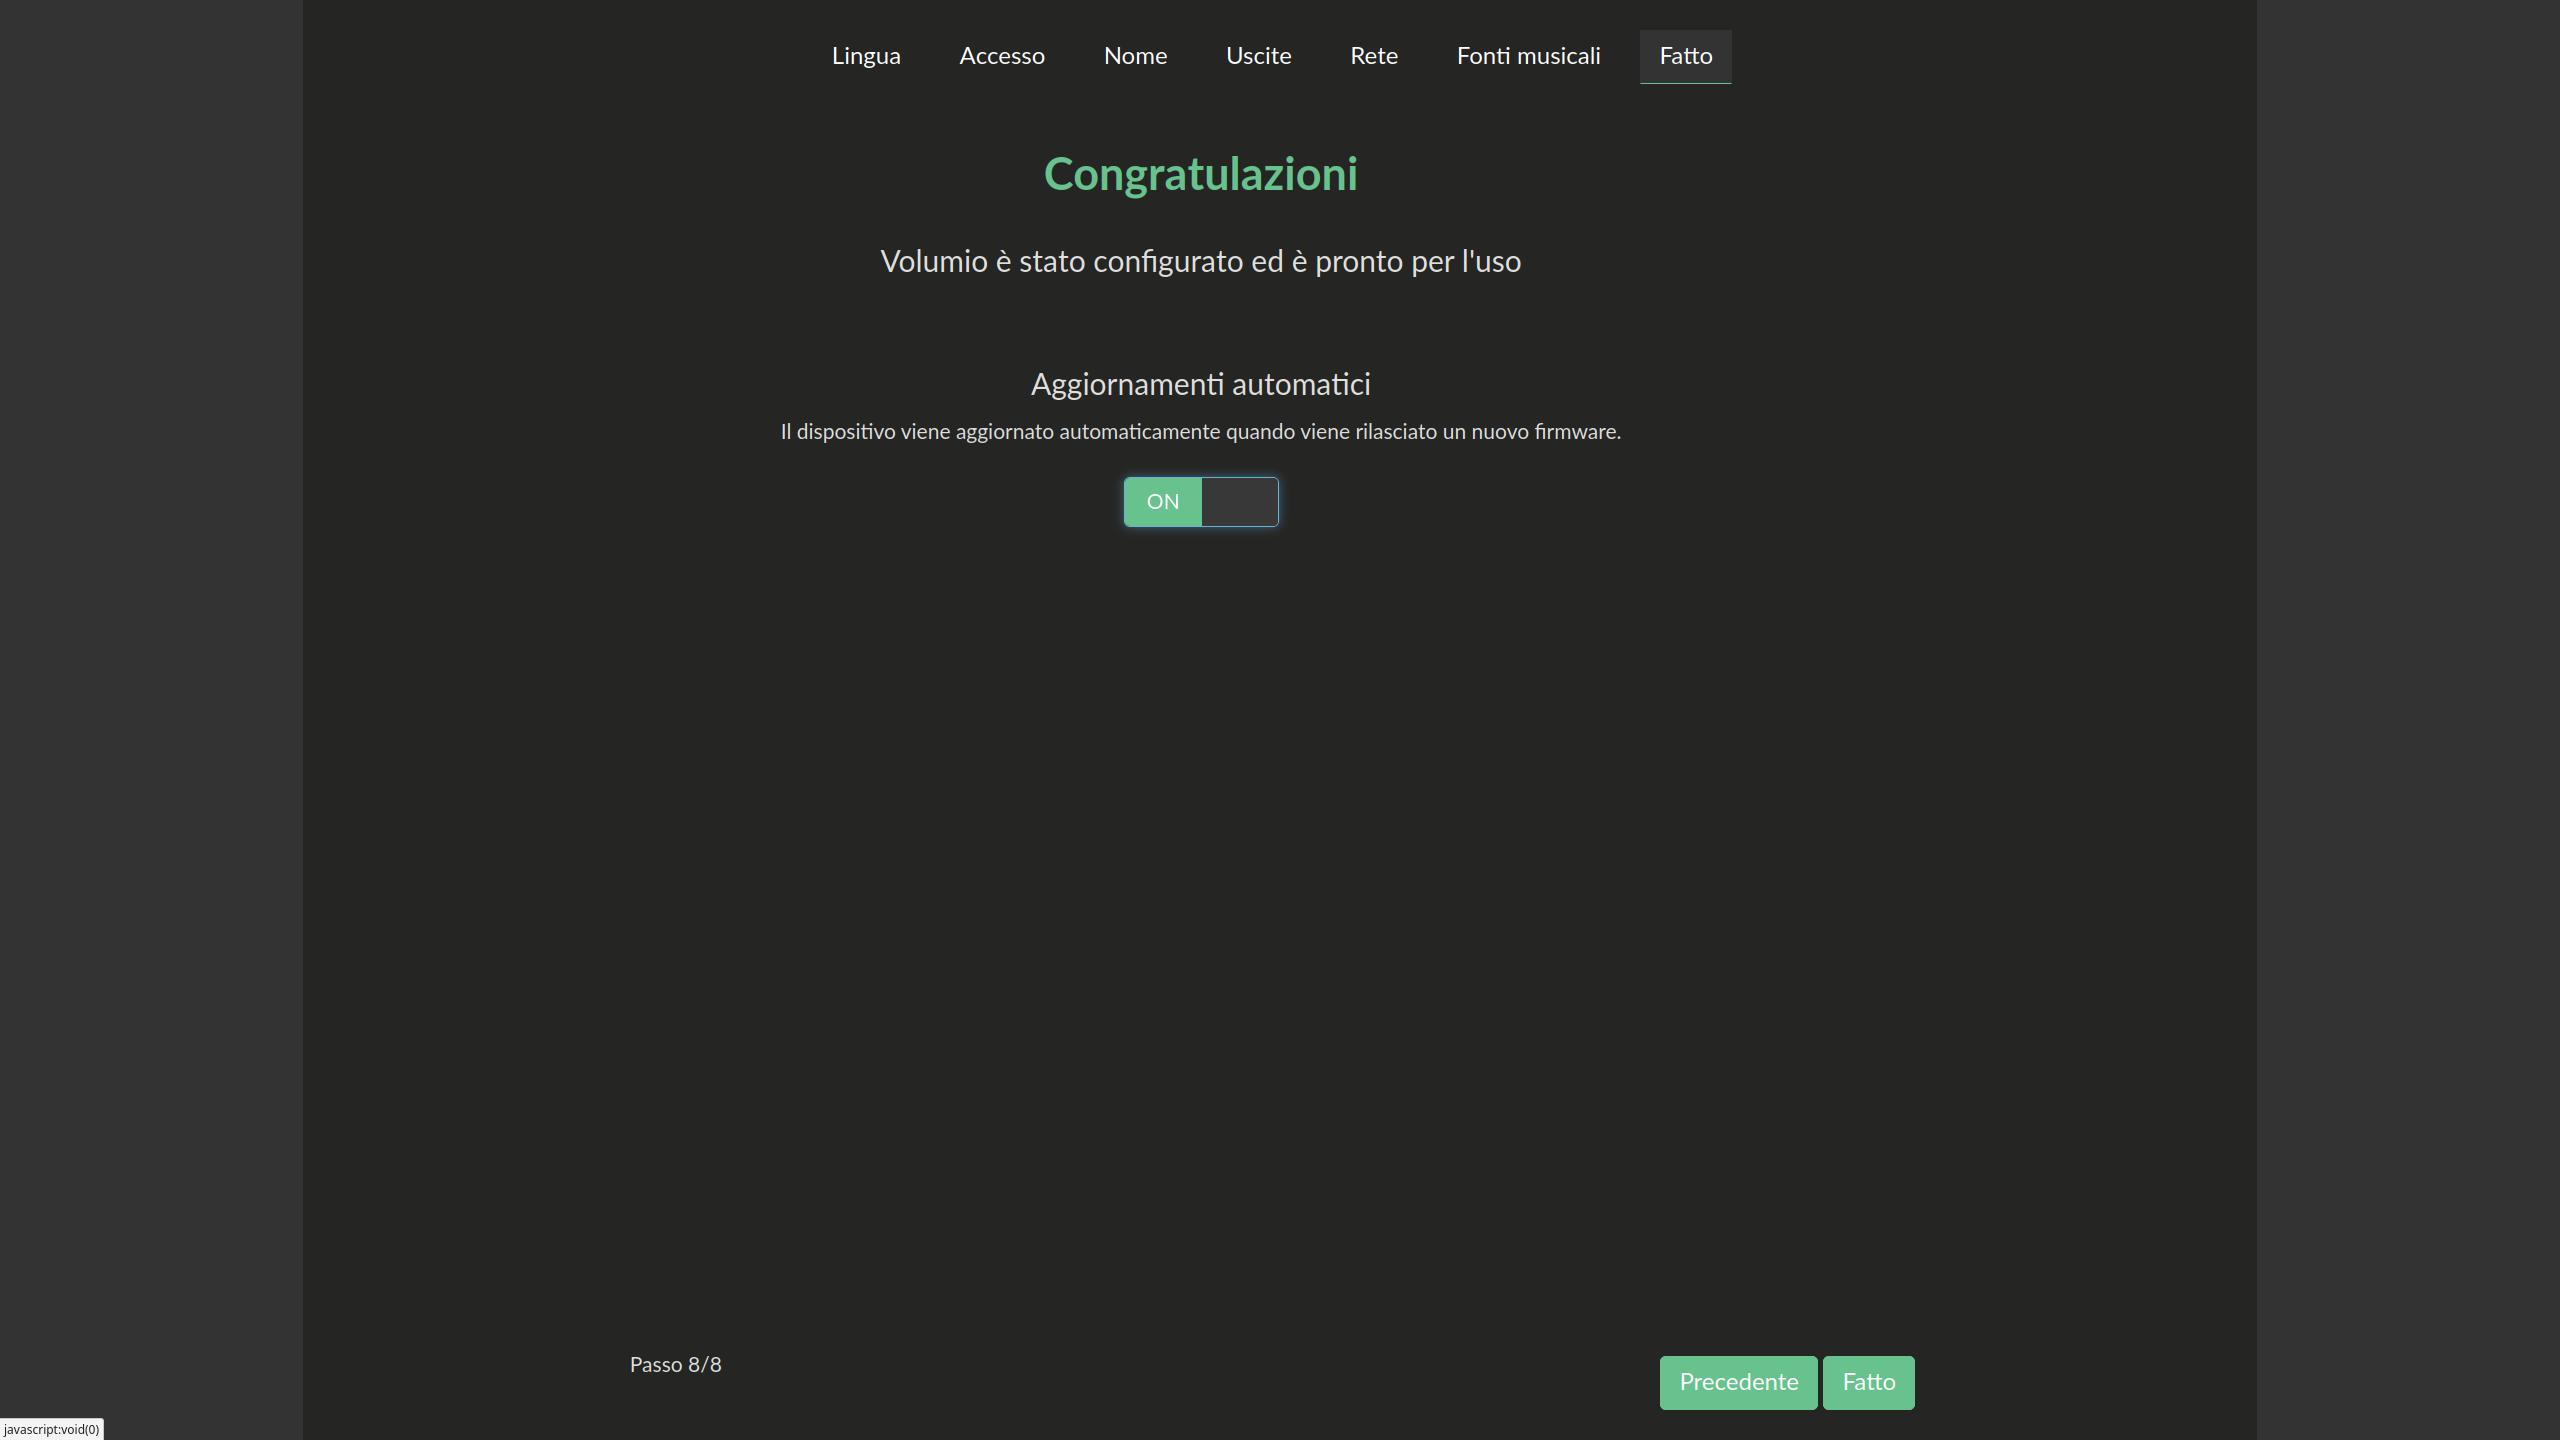 Lingua Accesso Nome Uscite Rete Fonti musicali Fatto
Congratulazioni
Volumio è stato configurato ed è pronto per l'uso
Aggiornamenti automatici
Il dispositivo viene aggiornato automaticamente quando viene rilasciato un nuovo firmware.
ON
Passo 8/8
Precedente Fatto
javascript:void(0)